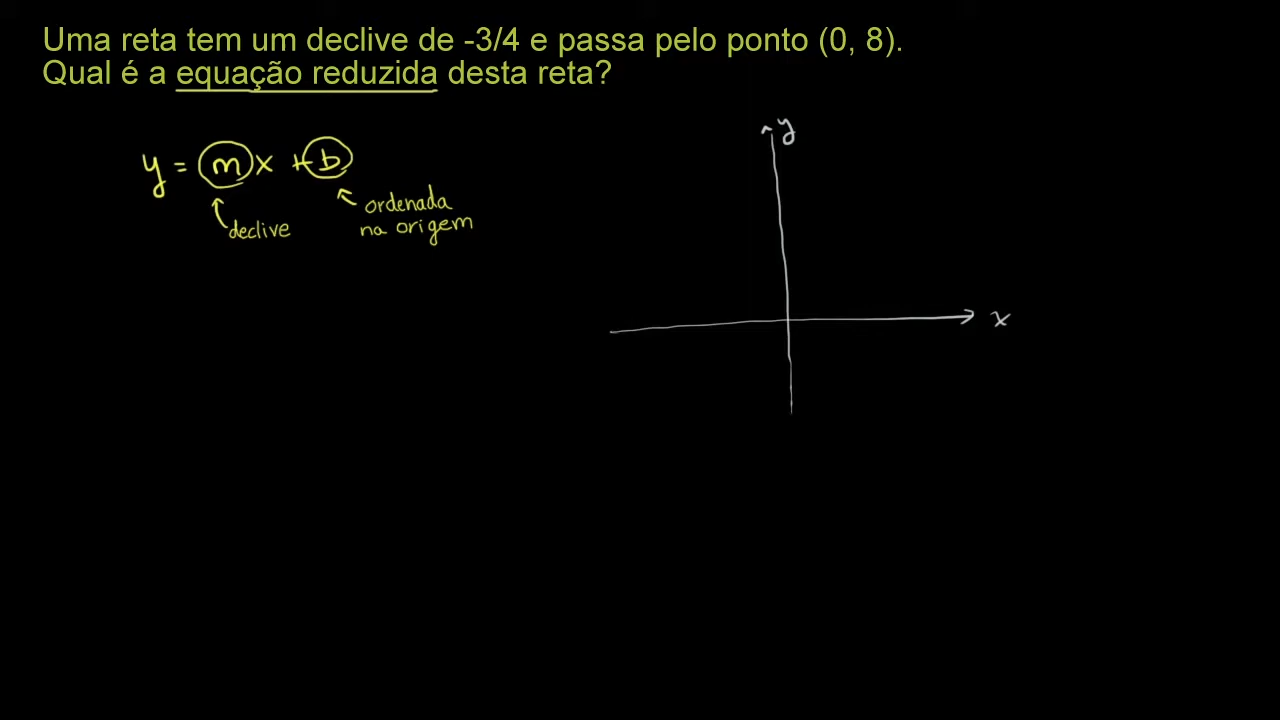 Uma reta tem um declive de -3/4 e passa pelo ponto (0, 8).
Qual é a equação reduzida desta reta?
y = mx + b
declive
ordenada
na origem
y
x